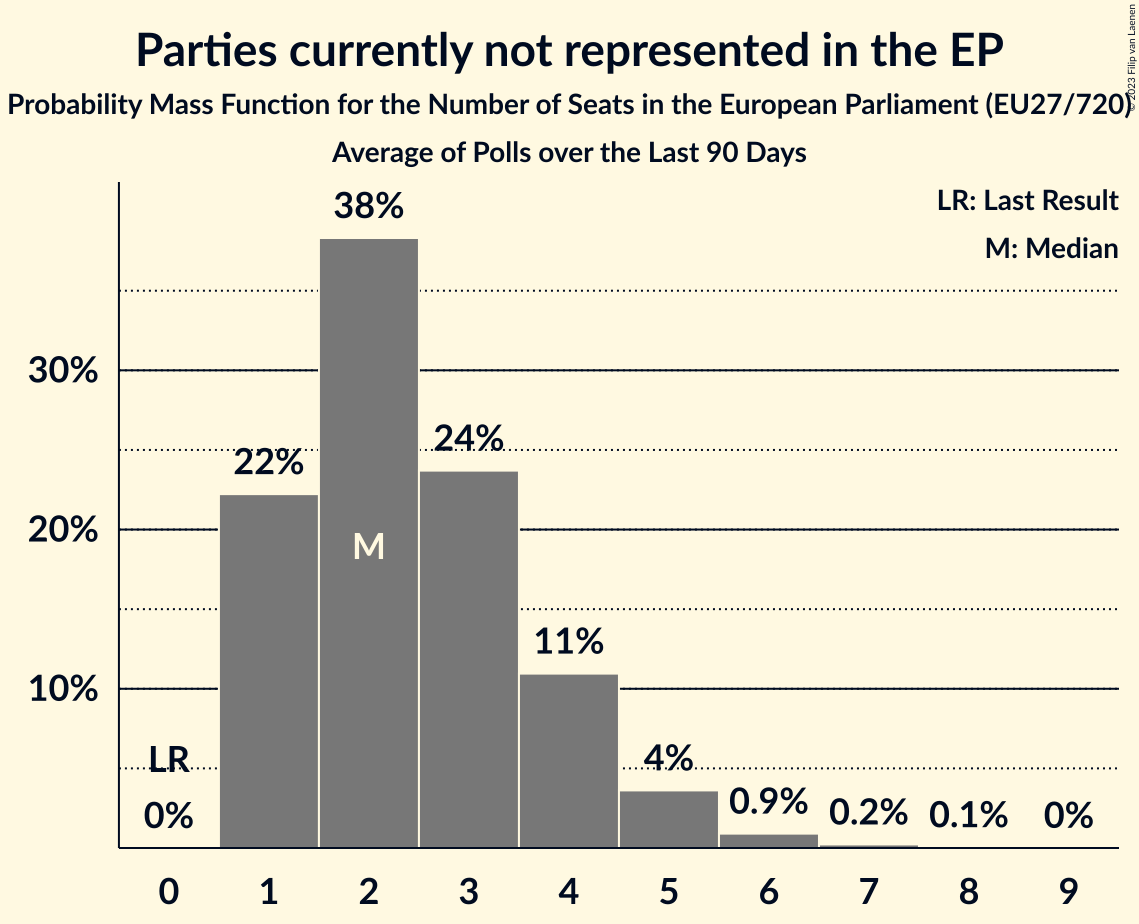 Parties currently not represented in the EP
Probability Mass Function for the Number of Seats in the European Parliament (EU27/720)
Average of Polls over the Last 90 Days
© 2023 Filip van Laenen
LR: Last Result
M: Median
30%
20%
10%
LR
0%
22%
38%
M
24%
11%
4%
0.9%
0.2%
0.1%
0%
0 1 2 3 4 5 6 7 8 9